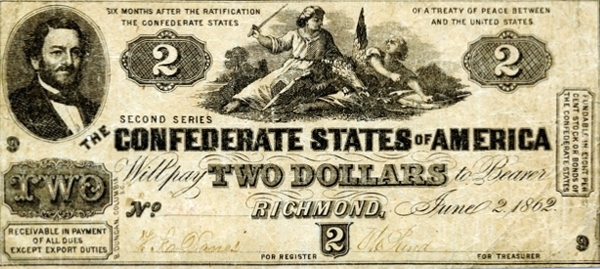 SIX MONTHS AFTER THE RATIFICATION
OF A TREATY OF PEACE BETWEEN
THE CONFEDERATE STATES
AND THE UNITED STATES
2
2
SECOND SERIES
THE CONFEDERATE STATES OF AMERICA
9
Will pay TWO DOLLARS to Bearer
TWO
No
RICHMOND, June 2, 1862.
FUNDABLE IN EIGHT PER
CENT STOCK OR BONDS OF
THE CONFEDERATE STATES
RECEIVABLE IN PAYMENT
OF ALL DUES
EXCEPT EXPORT DUTIES
2
9
FOR REGISTER
FOR TREASURER